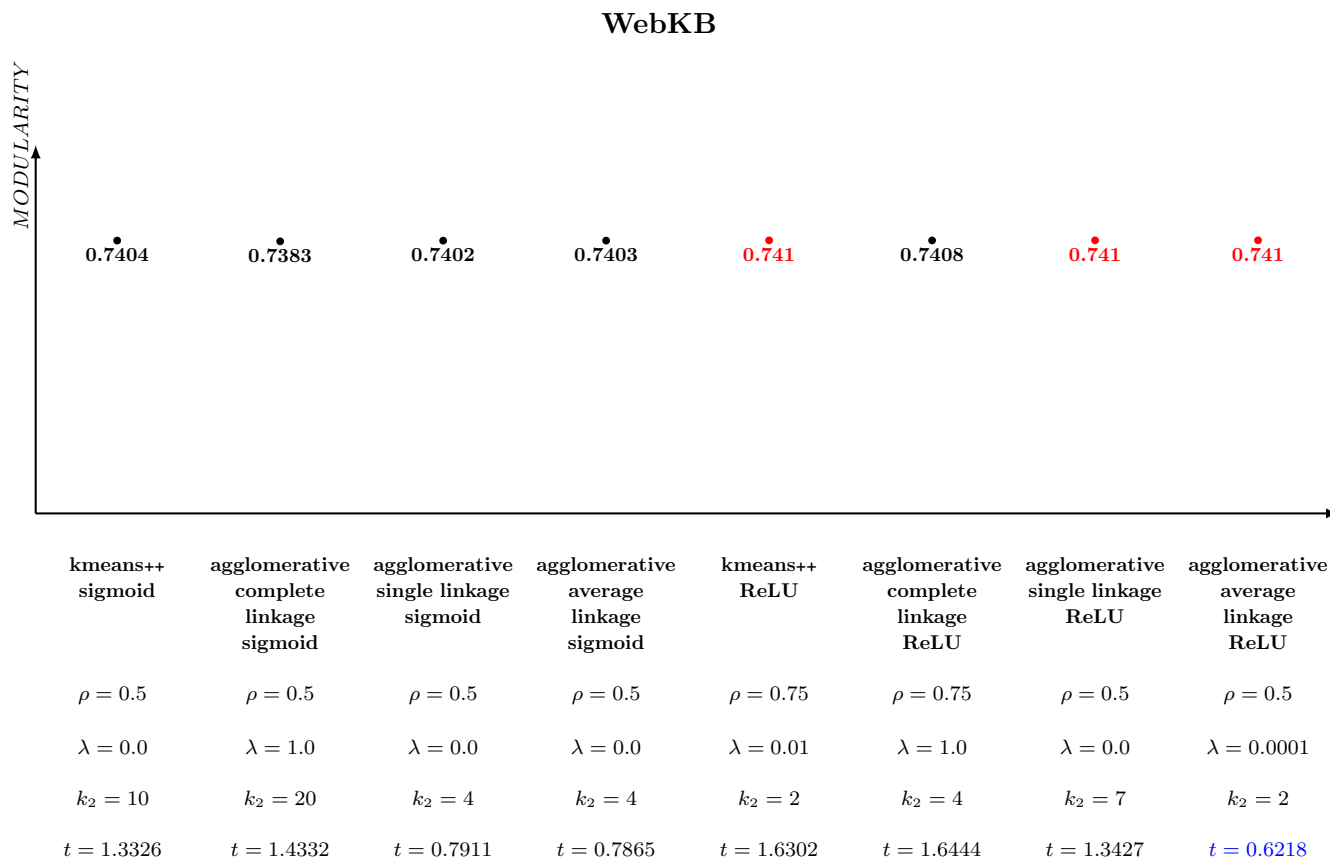 WebKB
MODULARITY
0.7404 0.7383 0.7402 0.7403 0.741 0.7408 0.741 0.741
kmeans++ agglomerative agglomerative agglomerative kmeans++ agglomerative agglomerative agglomerative
sigmoid complete single linkage average ReLU complete single linkage average
linkage sigmoid linkage linkage ReLU linkage
sigmoid sigmoid ReLU ReLU
ρ = 0.5 ρ = 0.5 ρ = 0.5 ρ = 0.5 ρ = 0.75 ρ = 0.75 ρ = 0.5 ρ = 0.5
λ = 0.0 λ = 1.0 λ = 0.0 λ = 0.0 λ = 0.01 λ = 1.0 λ = 0.0 λ = 0.0001
k₂ = 10 k₂ = 20 k₂ = 4 k₂ = 4 k₂ = 2 k₂ = 4 k₂ = 7 k₂ = 2
t = 1.3326 t = 1.4332 t = 0.7911 t = 0.7865 t = 1.6302 t = 1.6444 t = 1.3427 t = 0.6218